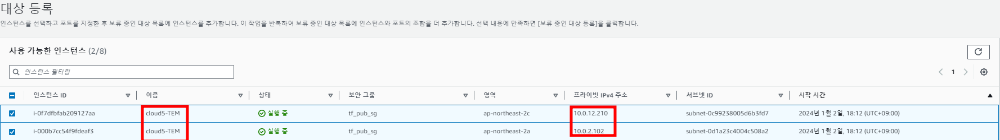 대상 등록
인스턴스를 선택하고 포트를 지정한 후 보류 중인 대상 목록에 인스턴스를 추가합니다. 이 작업을 반복하여 보류 중인 대상 목록에 인스턴스와 포트의 조합을 더 추가합니다. 선택 내용에 만족하면 [보류 중인 대상 등록]을 클릭합니다.
사용 가능한 인스턴스 (2/8)
인스턴스 필터링
1
인스턴스 ID 이름 상태 보안 그룹 영역 프라이빗 IPv4 주소 서브넷 ID 시작 시간
i-0f7dfbfab209127aa cloud5-TEM 실행 중 tf_pub_sg ap-northeast-2c 10.0.12.210 subnet-0c99238005d6b3fd7 2024년 1월 2일, 18:12 (UTC+09:00)
i-000b7cc54f9fdeaf3 cloud5-TEM 실행 중 tf_pub_sg ap-northeast-2a 10.0.2.102 subnet-0d1a23c4004c508a2 2024년 1월 2일, 18:12 (UTC+09:00)